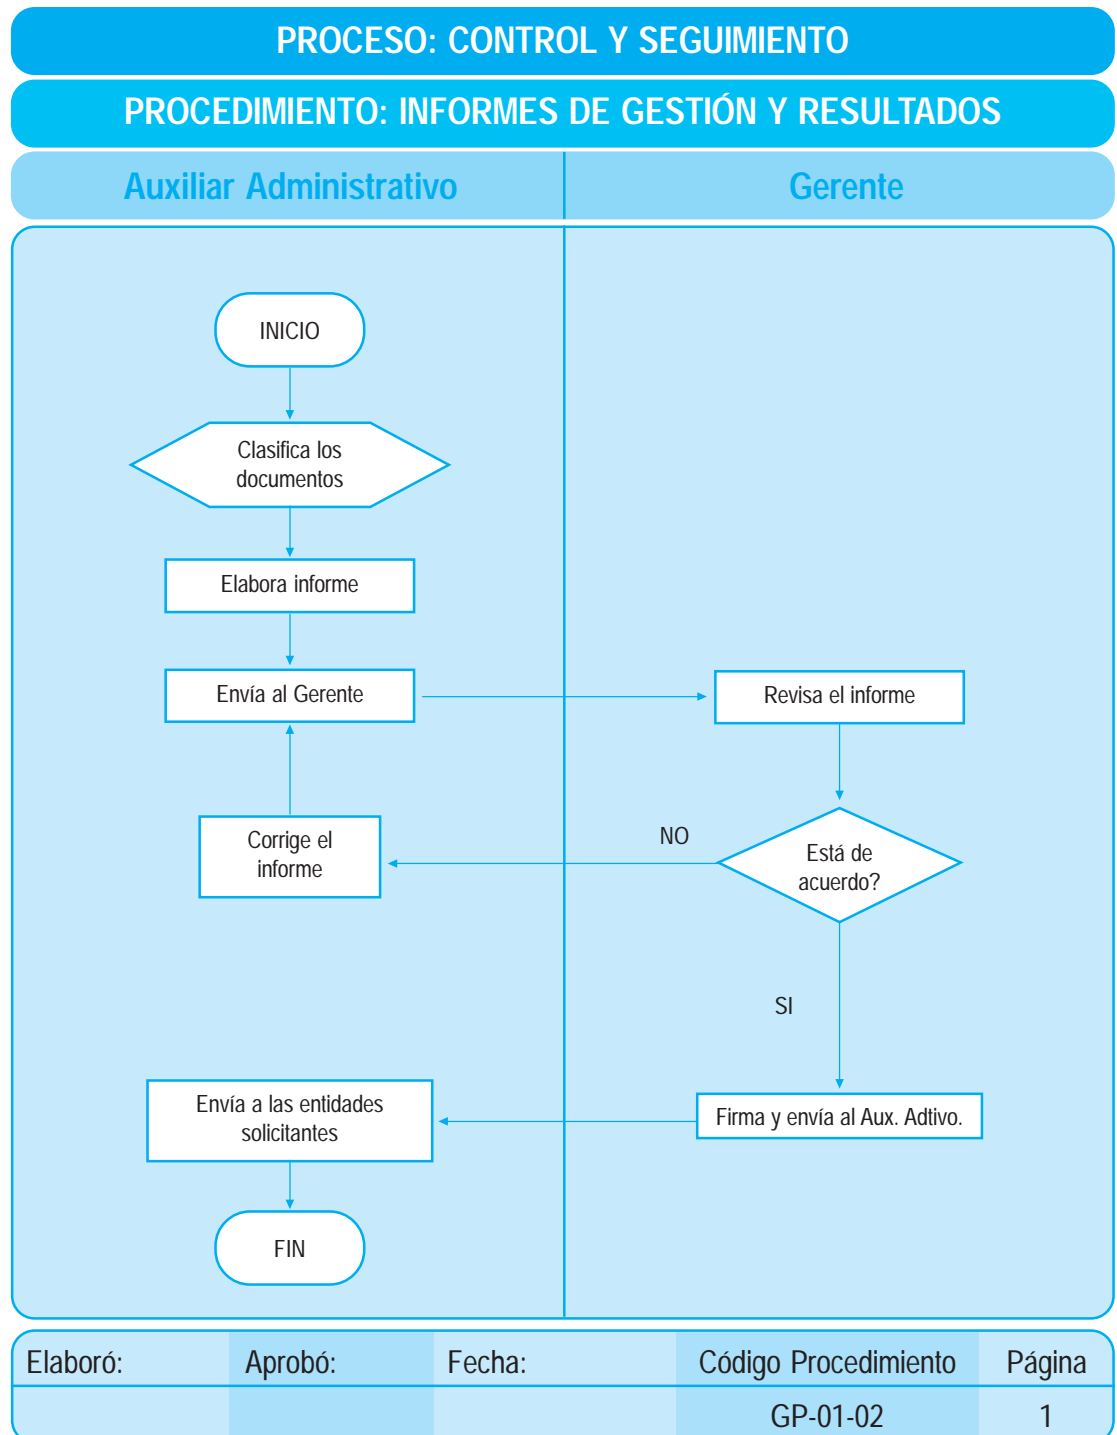 PROCESO: CONTROL Y SEGUIMIENTO
PROCEDIMIENTO: INFORMES DE GESTIÓN Y RESULTADOS
Auxiliar Administrativo
Gerente
INICIO
Clasifica los
documentos
Elabora informe
Envía al Gerente
Revisa el informe
Corrige el
informe
NO
Está de
acuerdo?
SI
Envía a las entidades
solicitantes
Firma y envía al Aux. Adtivo.
FIN
Elaboró:
Aprobó:
Fecha:
Código Procedimiento
Página
GP-01-02
1